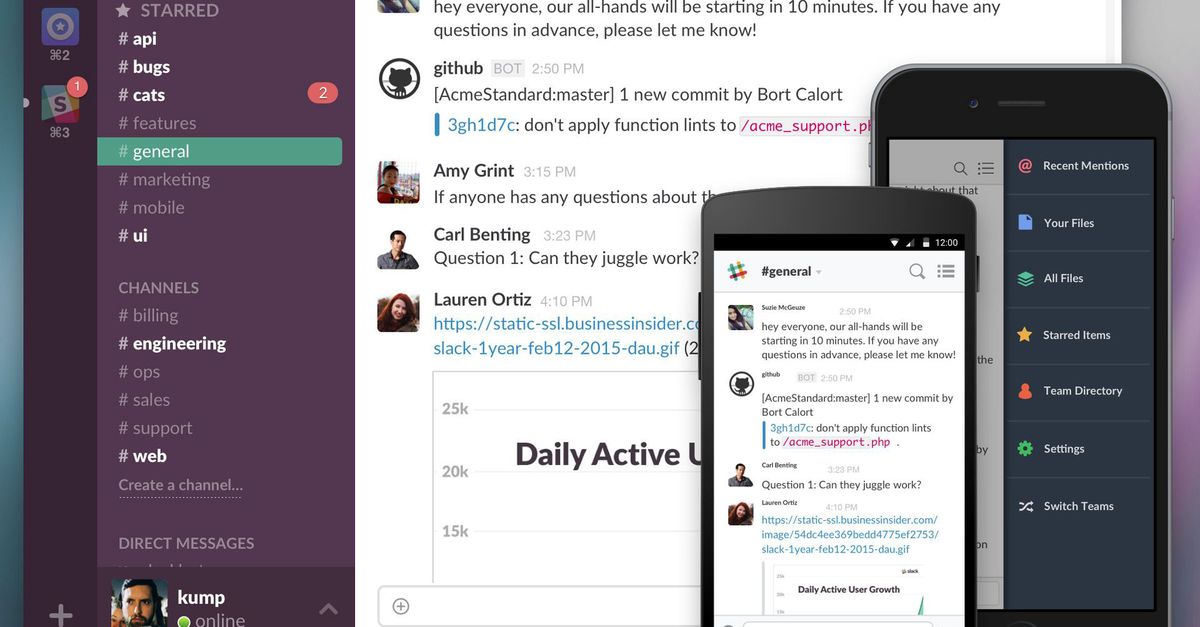 ⌘2
1
S
⌘3
STARRED
# api
# bugs
# cats 2
# features
# general
# marketing
# mobile
# ui
CHANNELS
# billing
# engineering
# ops
# sales
# support
# web
Create a channel...
DIRECT MESSAGES
kump
online
hey everyone, our all-hands will be starting in 10 minutes. If you have any
questions in advance, please let me know!
github BOT 2:50 PM
[AcmeStandard:master] 1 new commit by Bort Calort
3gh1d7c: don't apply function lints to /acme_support.ph
Amy Grint 3:15 PM
If anyone has any questions about
Carl Benting 3:23 PM
Question 1: Can they juggle work?
Lauren Ortiz 4:10 PM
https://static-ssl.businessinsider.co
slack-1year-feb12-2015-dau.gif (2
25k
Daily Active U
20k
15k
12:00
#general
Suzie McGeuze
2:50 PM
hey everyone, our all-hands will be
starting in 10 minutes. If you have any
questions in advance, please let me know!
github BOT 2:50 PM
[AcmeStandard:master] 1 new commit by
Bort Calort
3gh1d7c: don't apply function lints
to /acme_support.php .
Carl Benting
3:23 PM
Question 1: Can they juggle work?
Lauren Ortiz
4:10 PM
https://static-ssl.businessinsider.com/
image/54dc4ee369bedd4775ef2753/
slack-1year-feb12-2015-dau.gif
slack
25k
Daily Active User Growth
20k
15k
about that
the
by
on
Recent Mentions
Your Files
All Files
Starred Items
Team Directory
Settings
Switch Teams